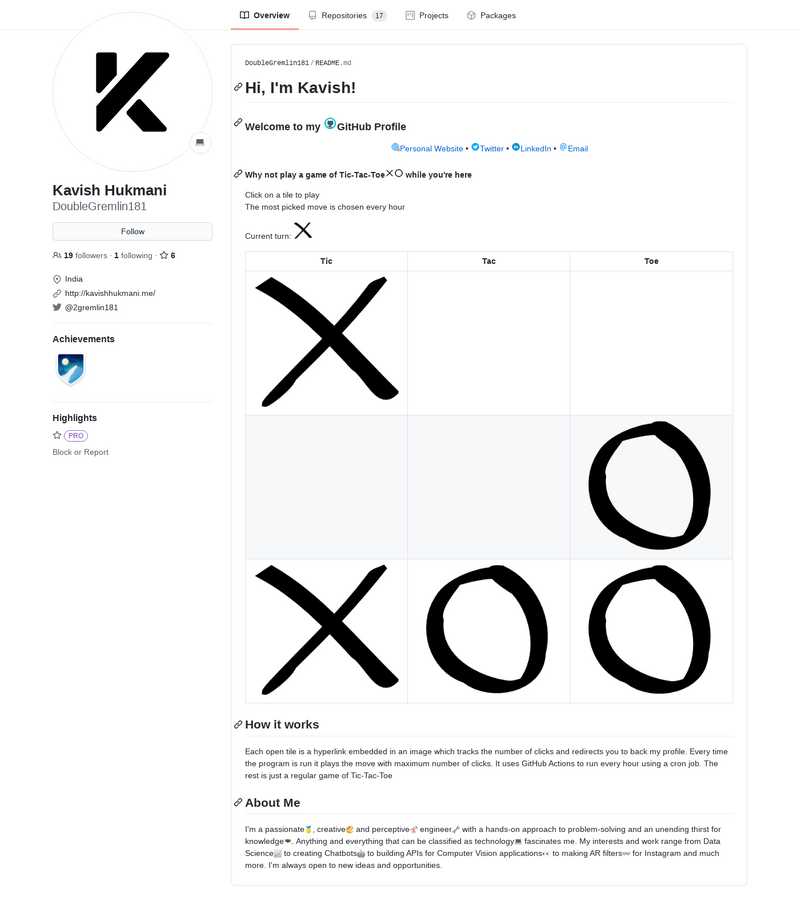 Overview
Repositories 17
Projects
Packages
Kavish Hukmani
DoubleGremlin181
Follow
19 followers · 1 following · 6
India
http://kavishhukmani.me/
@2gremlin181
Achievements
Highlights
PRO
Block or Report
DoubleGremlin181/README.md
Hi, I'm Kavish!
Welcome to my GitHub Profile
Personal Website • Twitter • LinkedIn • Email
Why not play a game of Tic-Tac-Toe while you're here
Click on a tile to play
The most picked move is chosen every hour
Current turn:
Tic Tac Toe
How it works
Each open tile is a hyperlink embedded in an image which tracks the number of clicks and redirects you to back my profile. Every time
the program is run it plays the move with maximum number of clicks. It uses GitHub Actions to run every hour using a cron job. The
rest is just a regular game of Tic-Tac-Toe
About Me
I'm a passionate, creative and perceptive engineer with a hands-on approach to problem-solving and an unending thirst for
knowledge. Anything and everything that can be classified as technology fascinates me. My interests and work range from Data
Science to creating Chatbots to building APIs for Computer Vision applications to making AR filters for Instagram and much
more. I'm always open to new ideas and opportunities.